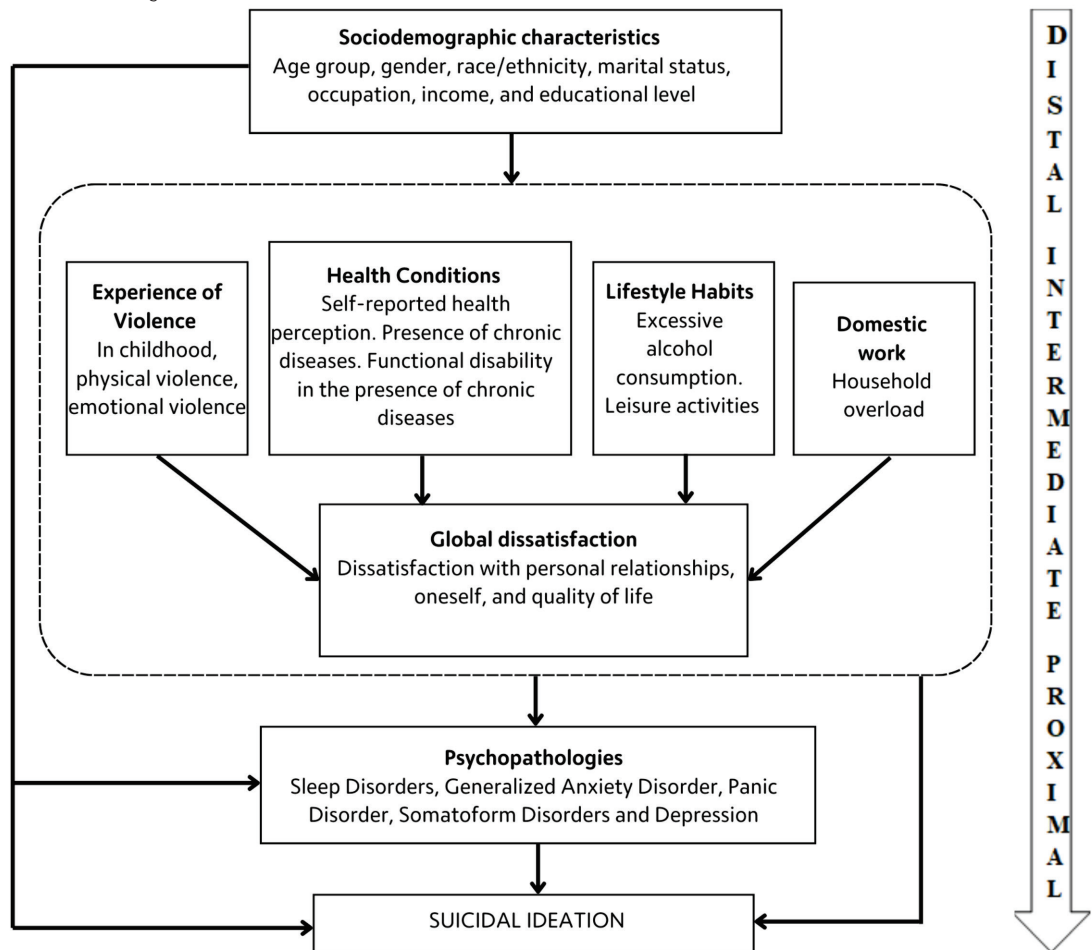 Sociodemographic characteristics
Age group, gender, race/ethnicity, marital status,
occupation, income, and educational level
Experience of
Violence
In childhood,
physical violence,
emotional violence
Health Conditions
Self-reported health
perception. Presence of chronic
diseases. Functional disability
in the presence of chronic
diseases
Lifestyle Habits
Excessive
alcohol
consumption.
Leisure activities
Domestic
work
Household
overload
Global dissatisfaction
Dissatisfaction with personal relationships,
oneself, and quality of life
Psychopathologies
Sleep Disorders, Generalized Anxiety Disorder, Panic
Disorder, Somatoform Disorders and Depression
SUICIDAL IDEATION
DISTAL INTERMEDIATE PROXIMAL